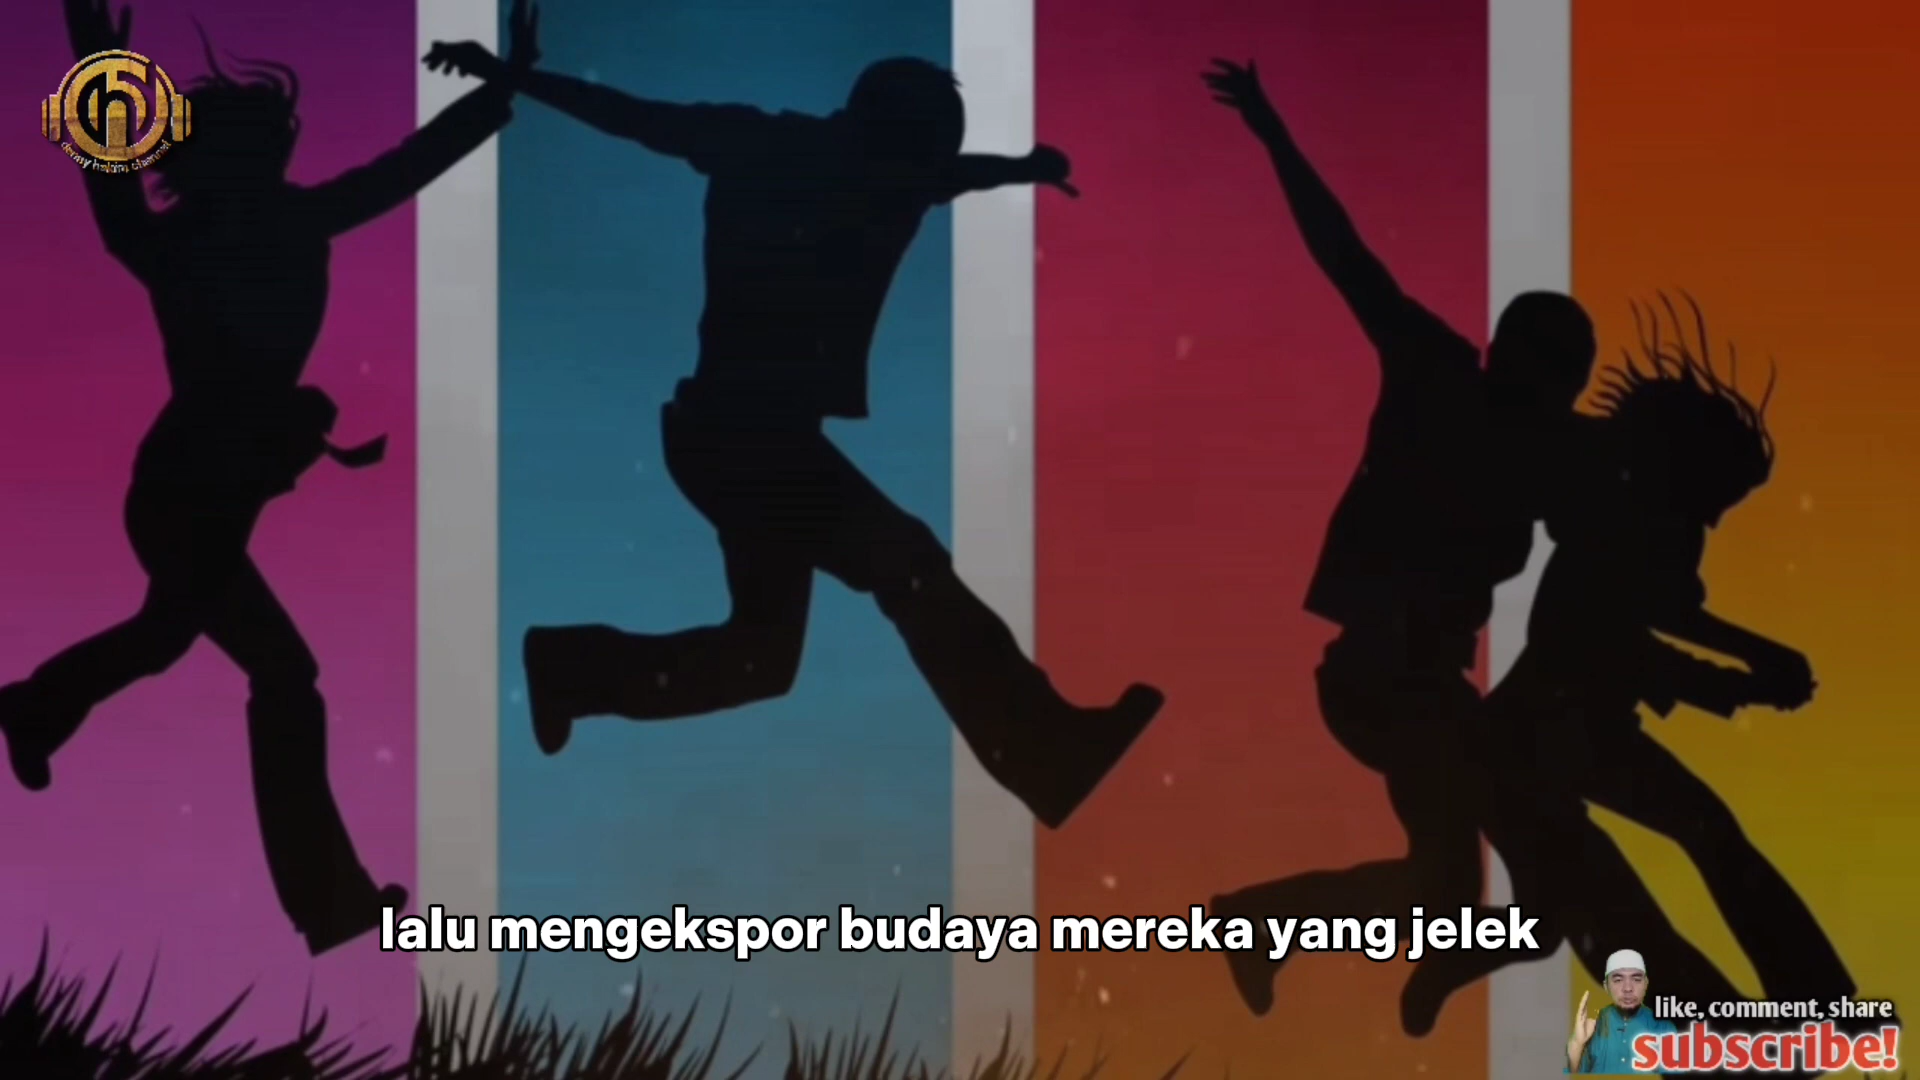 lalu mengekspor budaya mereka yang jelek
like, comment, share
subscribe!